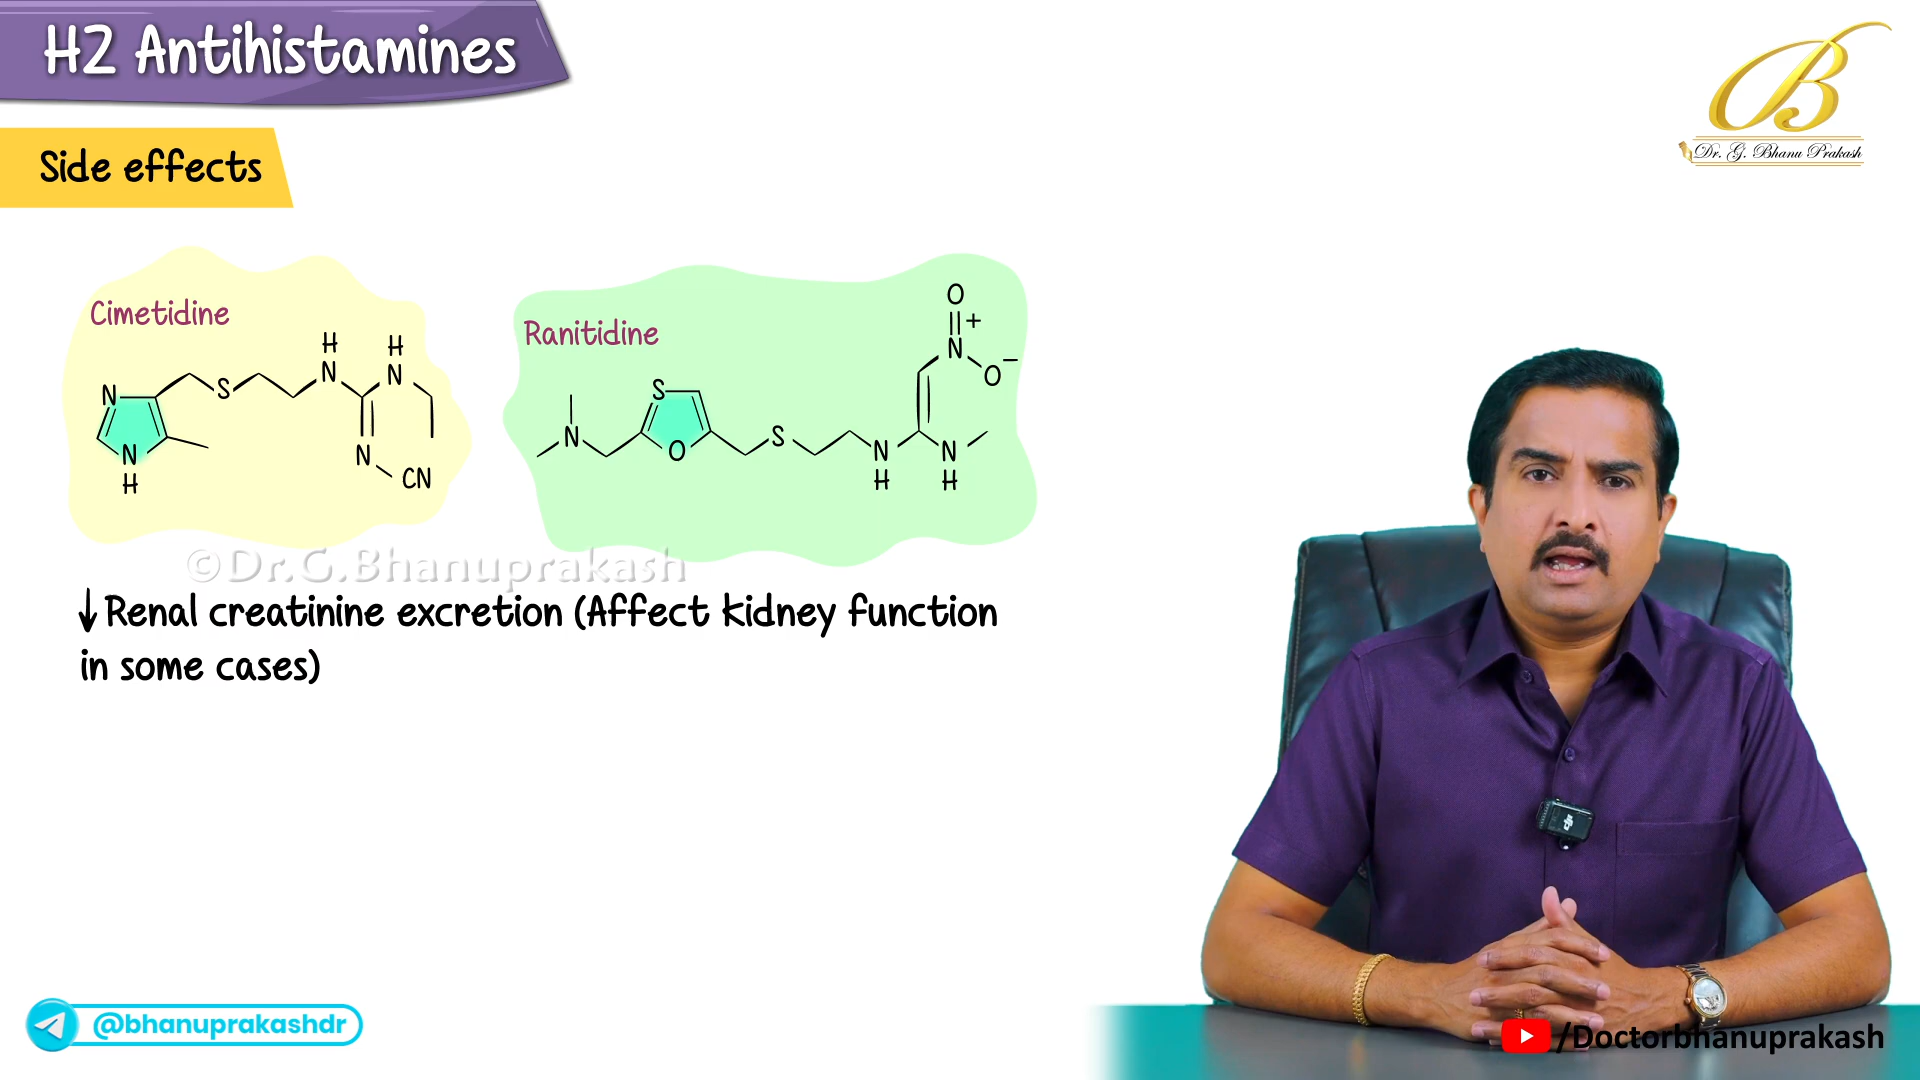 H2 Antihistamines
Dr. G. Bhanu Prakash
Side effects
Cimetidine
H
N
H
N
N
S
N
H
N
CN
Ranitidine
O
+
N
O
−
S
N
O
S
N
H
N
H
©Dr.G.Bhanuprakash
↓ Renal creatinine excretion (Affect kidney function
in some cases)
@bhanuprakashdr
/Doctorbhanuprakash